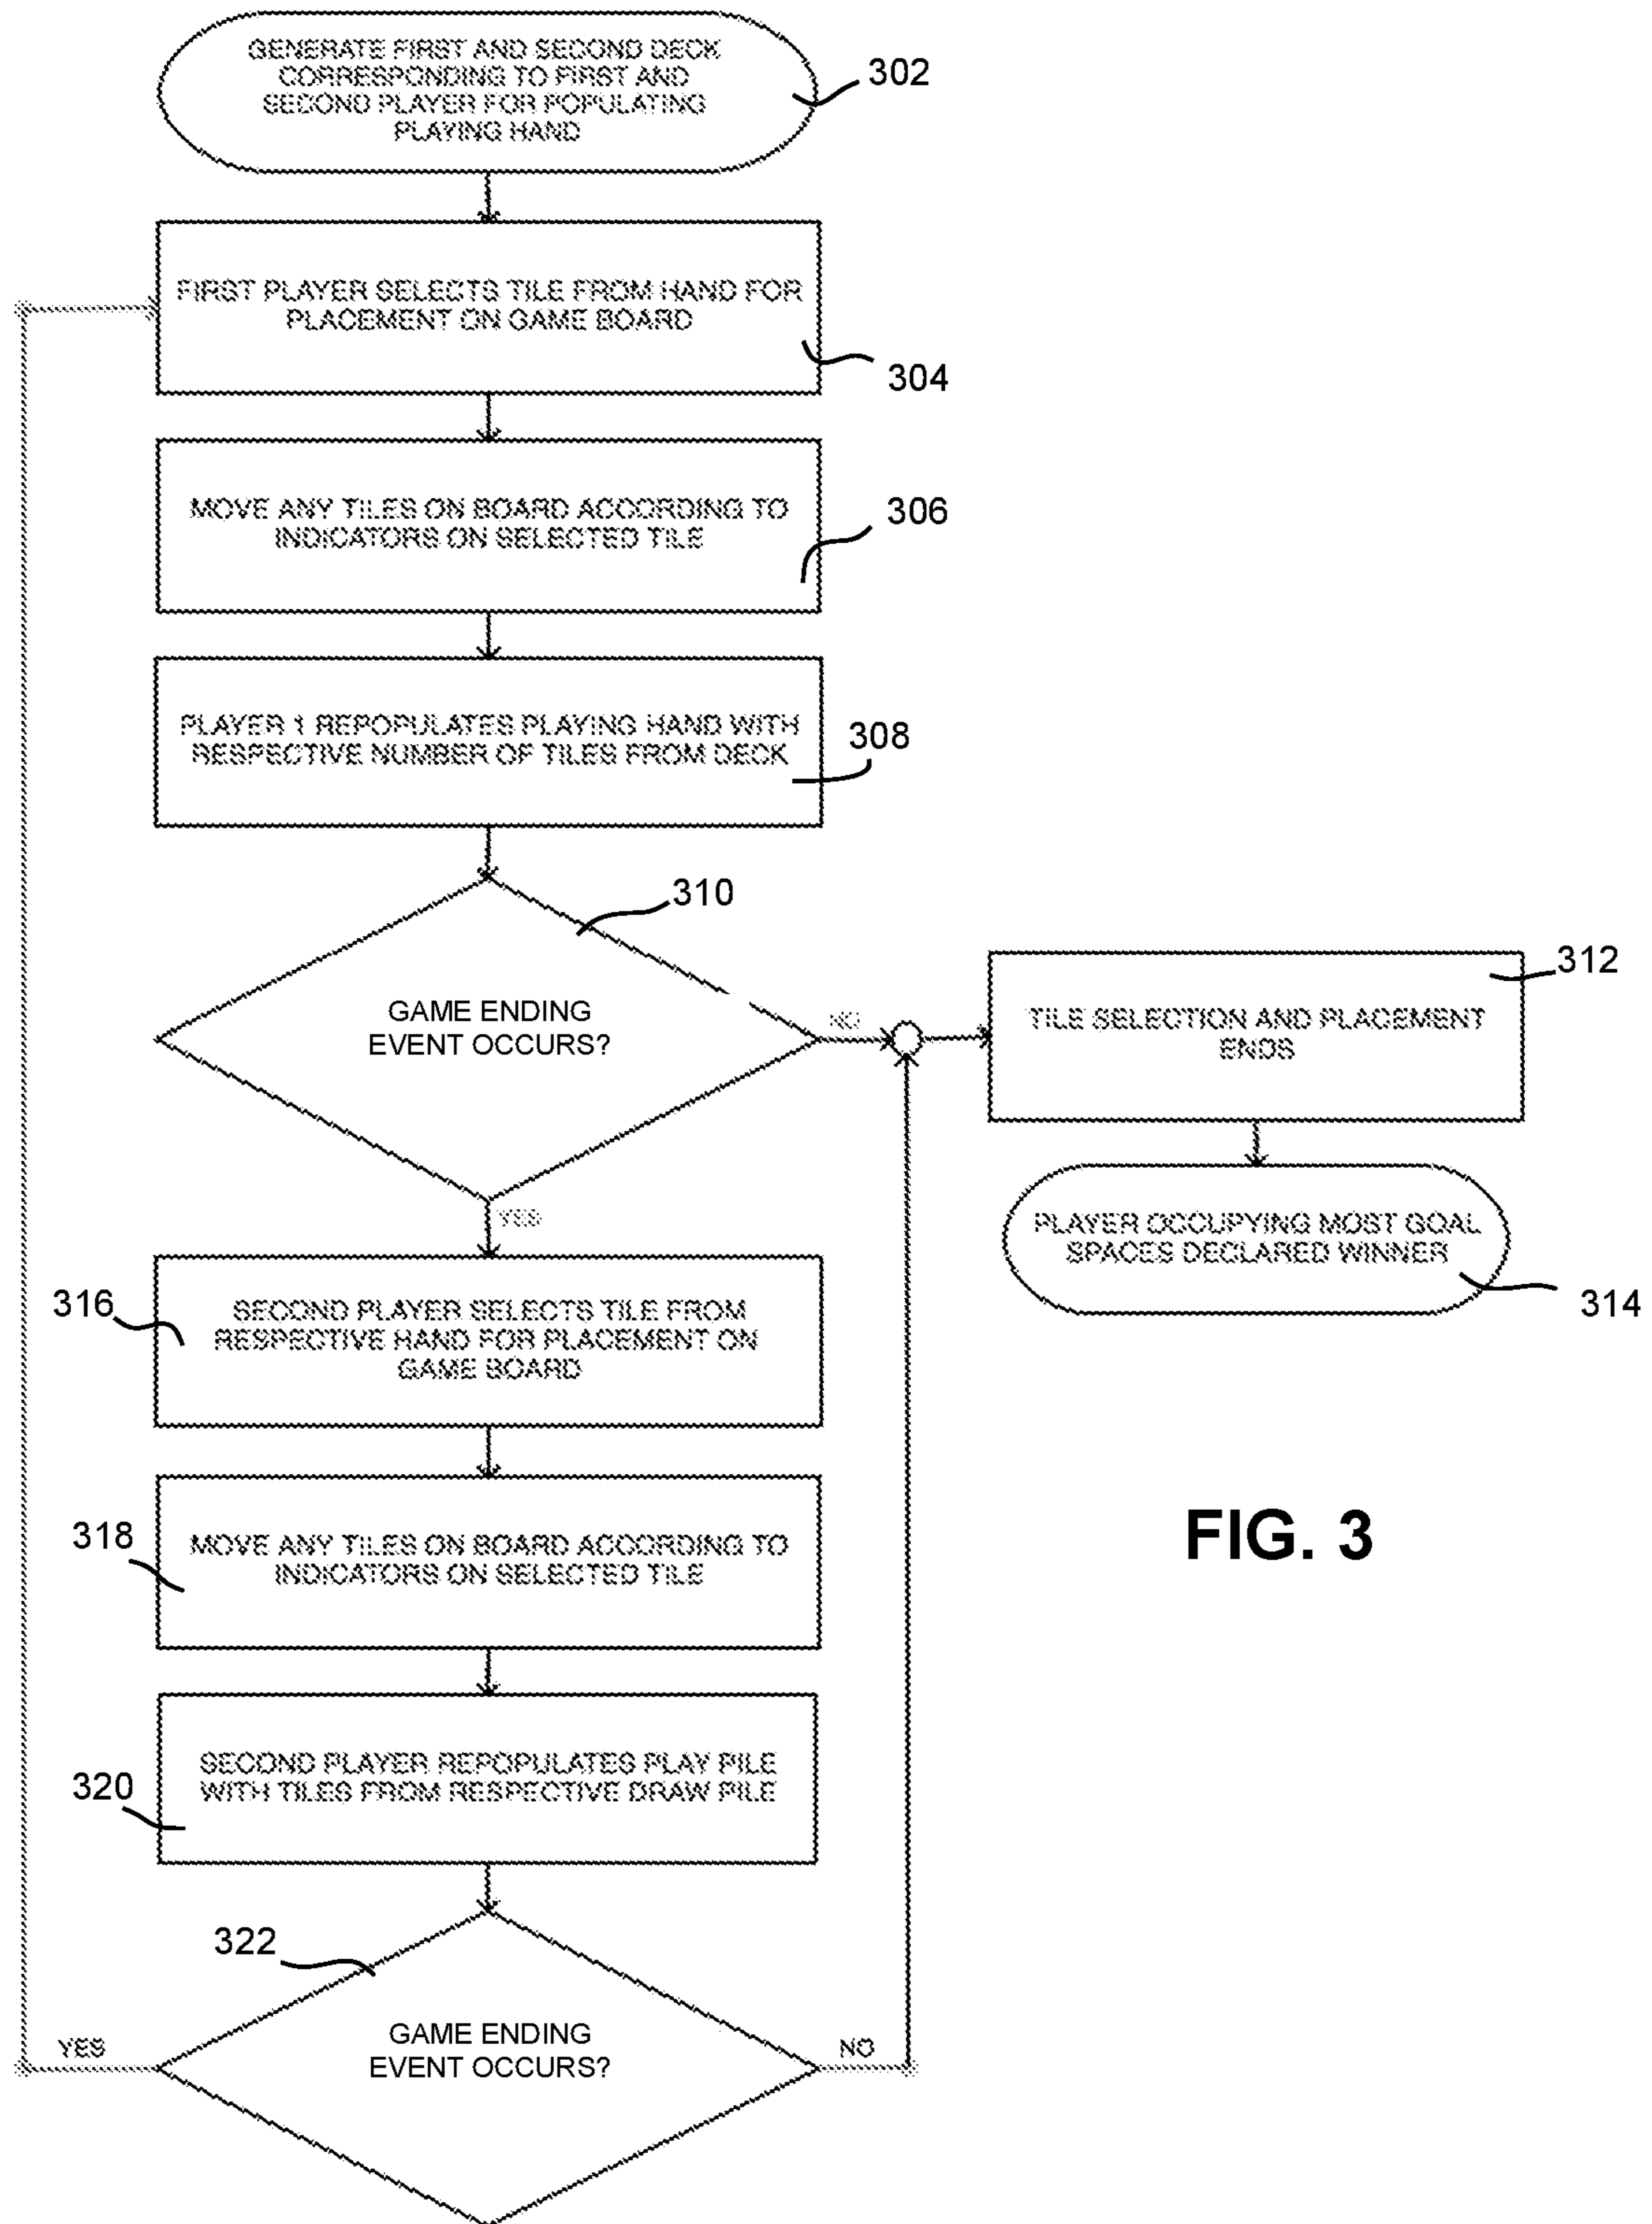 GENERATE FIRST AND SECOND DECK
CORRESPONDING TO FIRST AND
SECOND PLAYER FOR POPULATING
PLAYING HAND
302
FIRST PLAYER SELECTS TILE FROM HAND FOR
PLACEMENT ON GAME BOARD
304
MOVE ANY TILES ON BOARD ACCORDING TO
INDICATORS ON SELECTED TILE
306
PLAYER 1 REPOPULATES PLAYING HAND WITH
RESPECTIVE NUMBER OF TILES FROM DECK
308
310
GAME ENDING
EVENT OCCURS?
NO
312
TILE SELECTION AND PLACEMENT
ENDS
YES
PLAYER OCCUPYING MOST GOAL
SPACES DECLARED WINNER
314
316
SECOND PLAYER SELECTS TILE FROM
RESPECTIVE HAND FOR PLACEMENT ON
GAME BOARD
318
MOVE ANY TILES ON BOARD ACCORDING TO
INDICATORS ON SELECTED TILE
FIG. 3
320
SECOND PLAYER REPOPULATES PLAY PILE
WITH TILES FROM RESPECTIVE DRAW PILE
322
GAME ENDING
EVENT OCCURS?
YES
NO